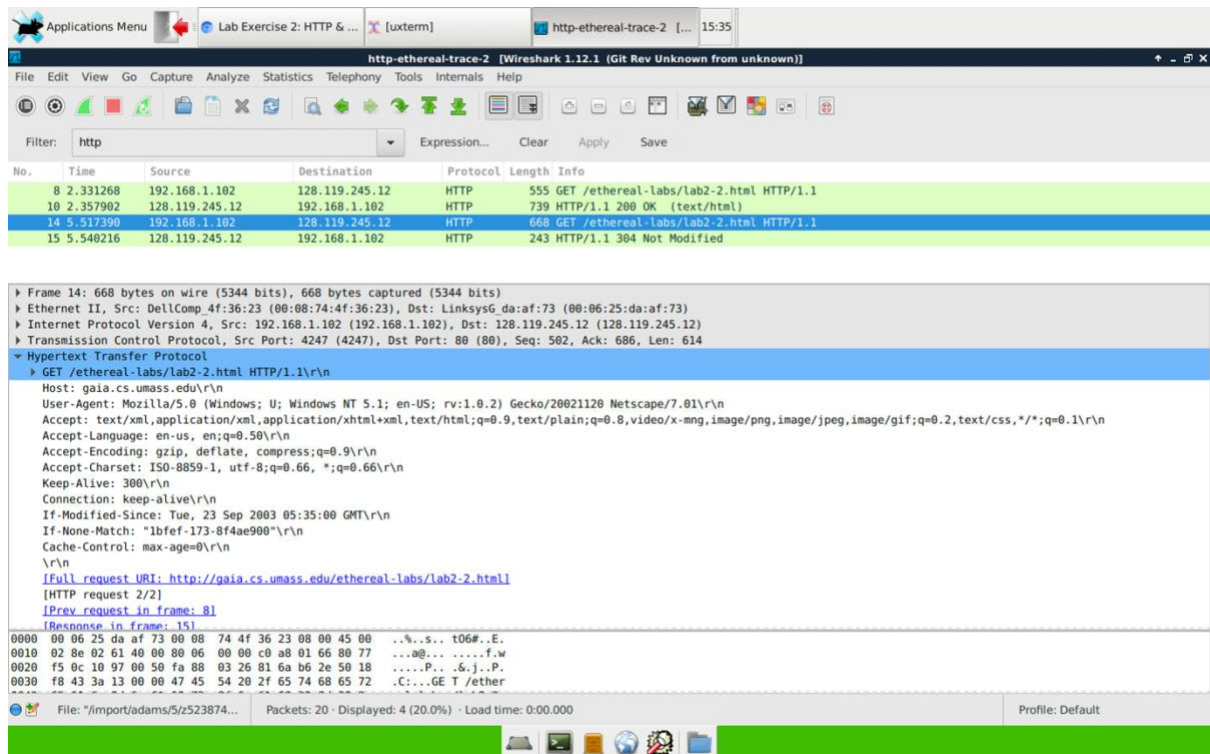 Applications Menu Lab Exercise 2: HTTP & ... [uxterm] http-ethereal-trace-2 [... 15:35
http-ethereal-trace-2 [Wireshark 1.12.1 (Git Rev Unknown from unknown)]
File Edit View Go Capture Analyze Statistics Telephony Tools Internals Help
Filter: http Expression... Clear Apply Save
No. Time Source Destination Protocol Length Info
8 2.331268 192.168.1.102 128.119.245.12 HTTP 555 GET /ethereal-labs/lab2-2.html HTTP/1.1
10 2.357902 128.119.245.12 192.168.1.102 HTTP 739 HTTP/1.1 200 OK (text/html)
14 5.517390 192.168.1.102 128.119.245.12 HTTP 668 GET /ethereal-labs/lab2-2.html HTTP/1.1
15 5.540216 128.119.245.12 192.168.1.102 HTTP 243 HTTP/1.1 304 Not Modified
Frame 14: 668 bytes on wire (5344 bits), 668 bytes captured (5344 bits)
Ethernet II, Src: DellComp_4f:36:23 (00:08:74:4f:36:23), Dst: LinksysG_da:af:73 (00:06:25:da:af:73)
Internet Protocol Version 4, Src: 192.168.1.102 (192.168.1.102), Dst: 128.119.245.12 (128.119.245.12)
Transmission Control Protocol, Src Port: 4247 (4247), Dst Port: 80 (80), Seq: 502, Ack: 686, Len: 614
Hypertext Transfer Protocol
GET /ethereal-labs/lab2-2.html HTTP/1.1\r\n
Host: gaia.cs.umass.edu\r\n
User-Agent: Mozilla/5.0 (Windows; U; Windows NT 5.1; en-US; rv:1.0.2) Gecko/20021120 Netscape/7.01\r\n
Accept: text/xml,application/xml,application/xhtml+xml,text/html;q=0.9,text/plain;q=0.8,video/x-mng,image/png,image/jpeg,image/gif;q=0.2,text/css,*/*;q=0.1\r\n
Accept-Language: en-us, en;q=0.50\r\n
Accept-Encoding: gzip, deflate, compress;q=0.9\r\n
Accept-Charset: ISO-8859-1, utf-8;q=0.66, *;q=0.66\r\n
Keep-Alive: 300\r\n
Connection: keep-alive\r\n
If-Modified-Since: Tue, 23 Sep 2003 05:35:00 GMT\r\n
If-None-Match: "1bfef-173-8f4ae900"\r\n
Cache-Control: max-age=0\r\n
\r\n
[Full request URI: http://gaia.cs.umass.edu/ethereal-labs/lab2-2.html]
[HTTP request 2/2]
[Prev request in frame: 8]
[Response in frame: 15]
0000 00 06 25 da af 73 00 08 74 4f 36 23 08 00 45 00 ..%..s.. tO6#..E.
0010 02 8e 02 61 40 00 80 06 00 00 c0 a8 01 66 80 77 ...a@... .....f.w
0020 f5 0c 10 97 00 50 fa 88 03 26 81 6a b6 2e 50 18 .....P.. .&.j..P.
0030 f8 43 3a 13 00 00 47 45 54 20 2f 65 74 68 65 72 .C:...GE T /ether
File: "/import/adams/5/z523874... Packets: 20 · Displayed: 4 (20.0%) · Load time: 0:00.000 Profile: Default